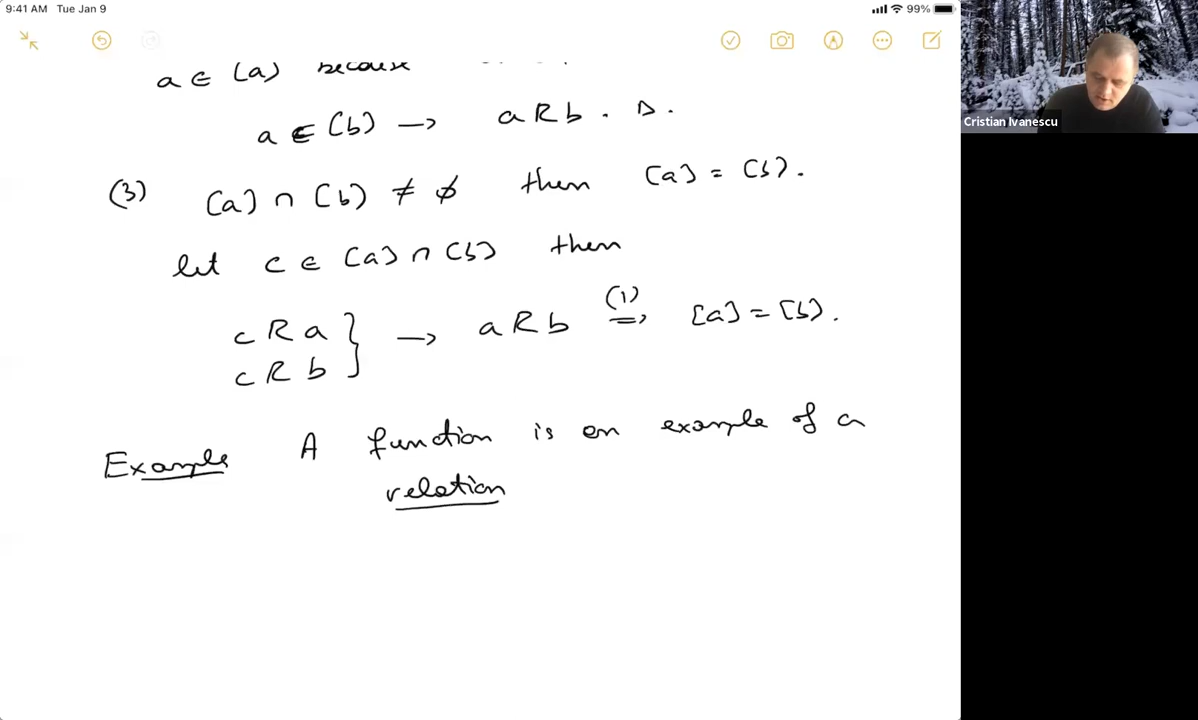 9:41 AM Tue Jan 9
99%
a ∈ [a] because
a ∈ [b] → a R b . ▷ .
(3) [a] ∩ [b] ≠ ∅ then [a] = [b].
let c ∈ [a] ∩ [b] then
c R a } → a R b (1) ⇒ [a] = [b].
c R b
Example A function is an example of a
relation
Cristian Ivanescu